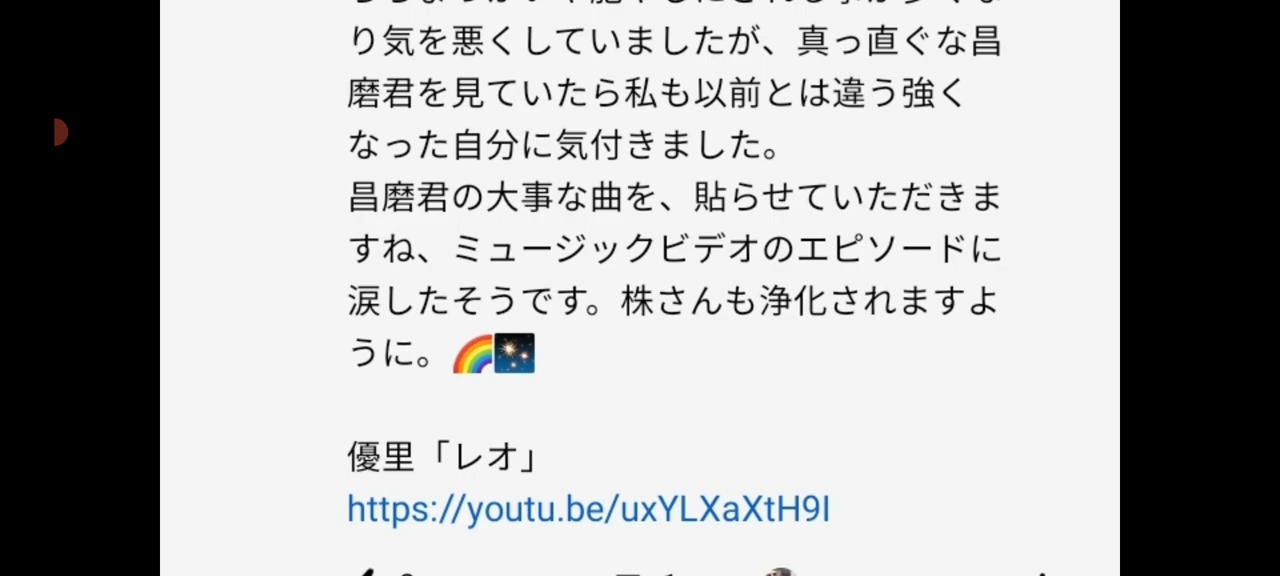 り気を悪くしていましたが、真っ直ぐな昌
磨君を見ていたら私も以前とは違う強く
なった自分に気付きました。
昌磨君の大事な曲を、貼らせていただきま
すね、ミュージックビデオのエピソードに
涙したそうです。株さんも浄化されますよ
うに。🌈🎇
優里「レオ」
https://youtu.be/uxYLXaXtH9I